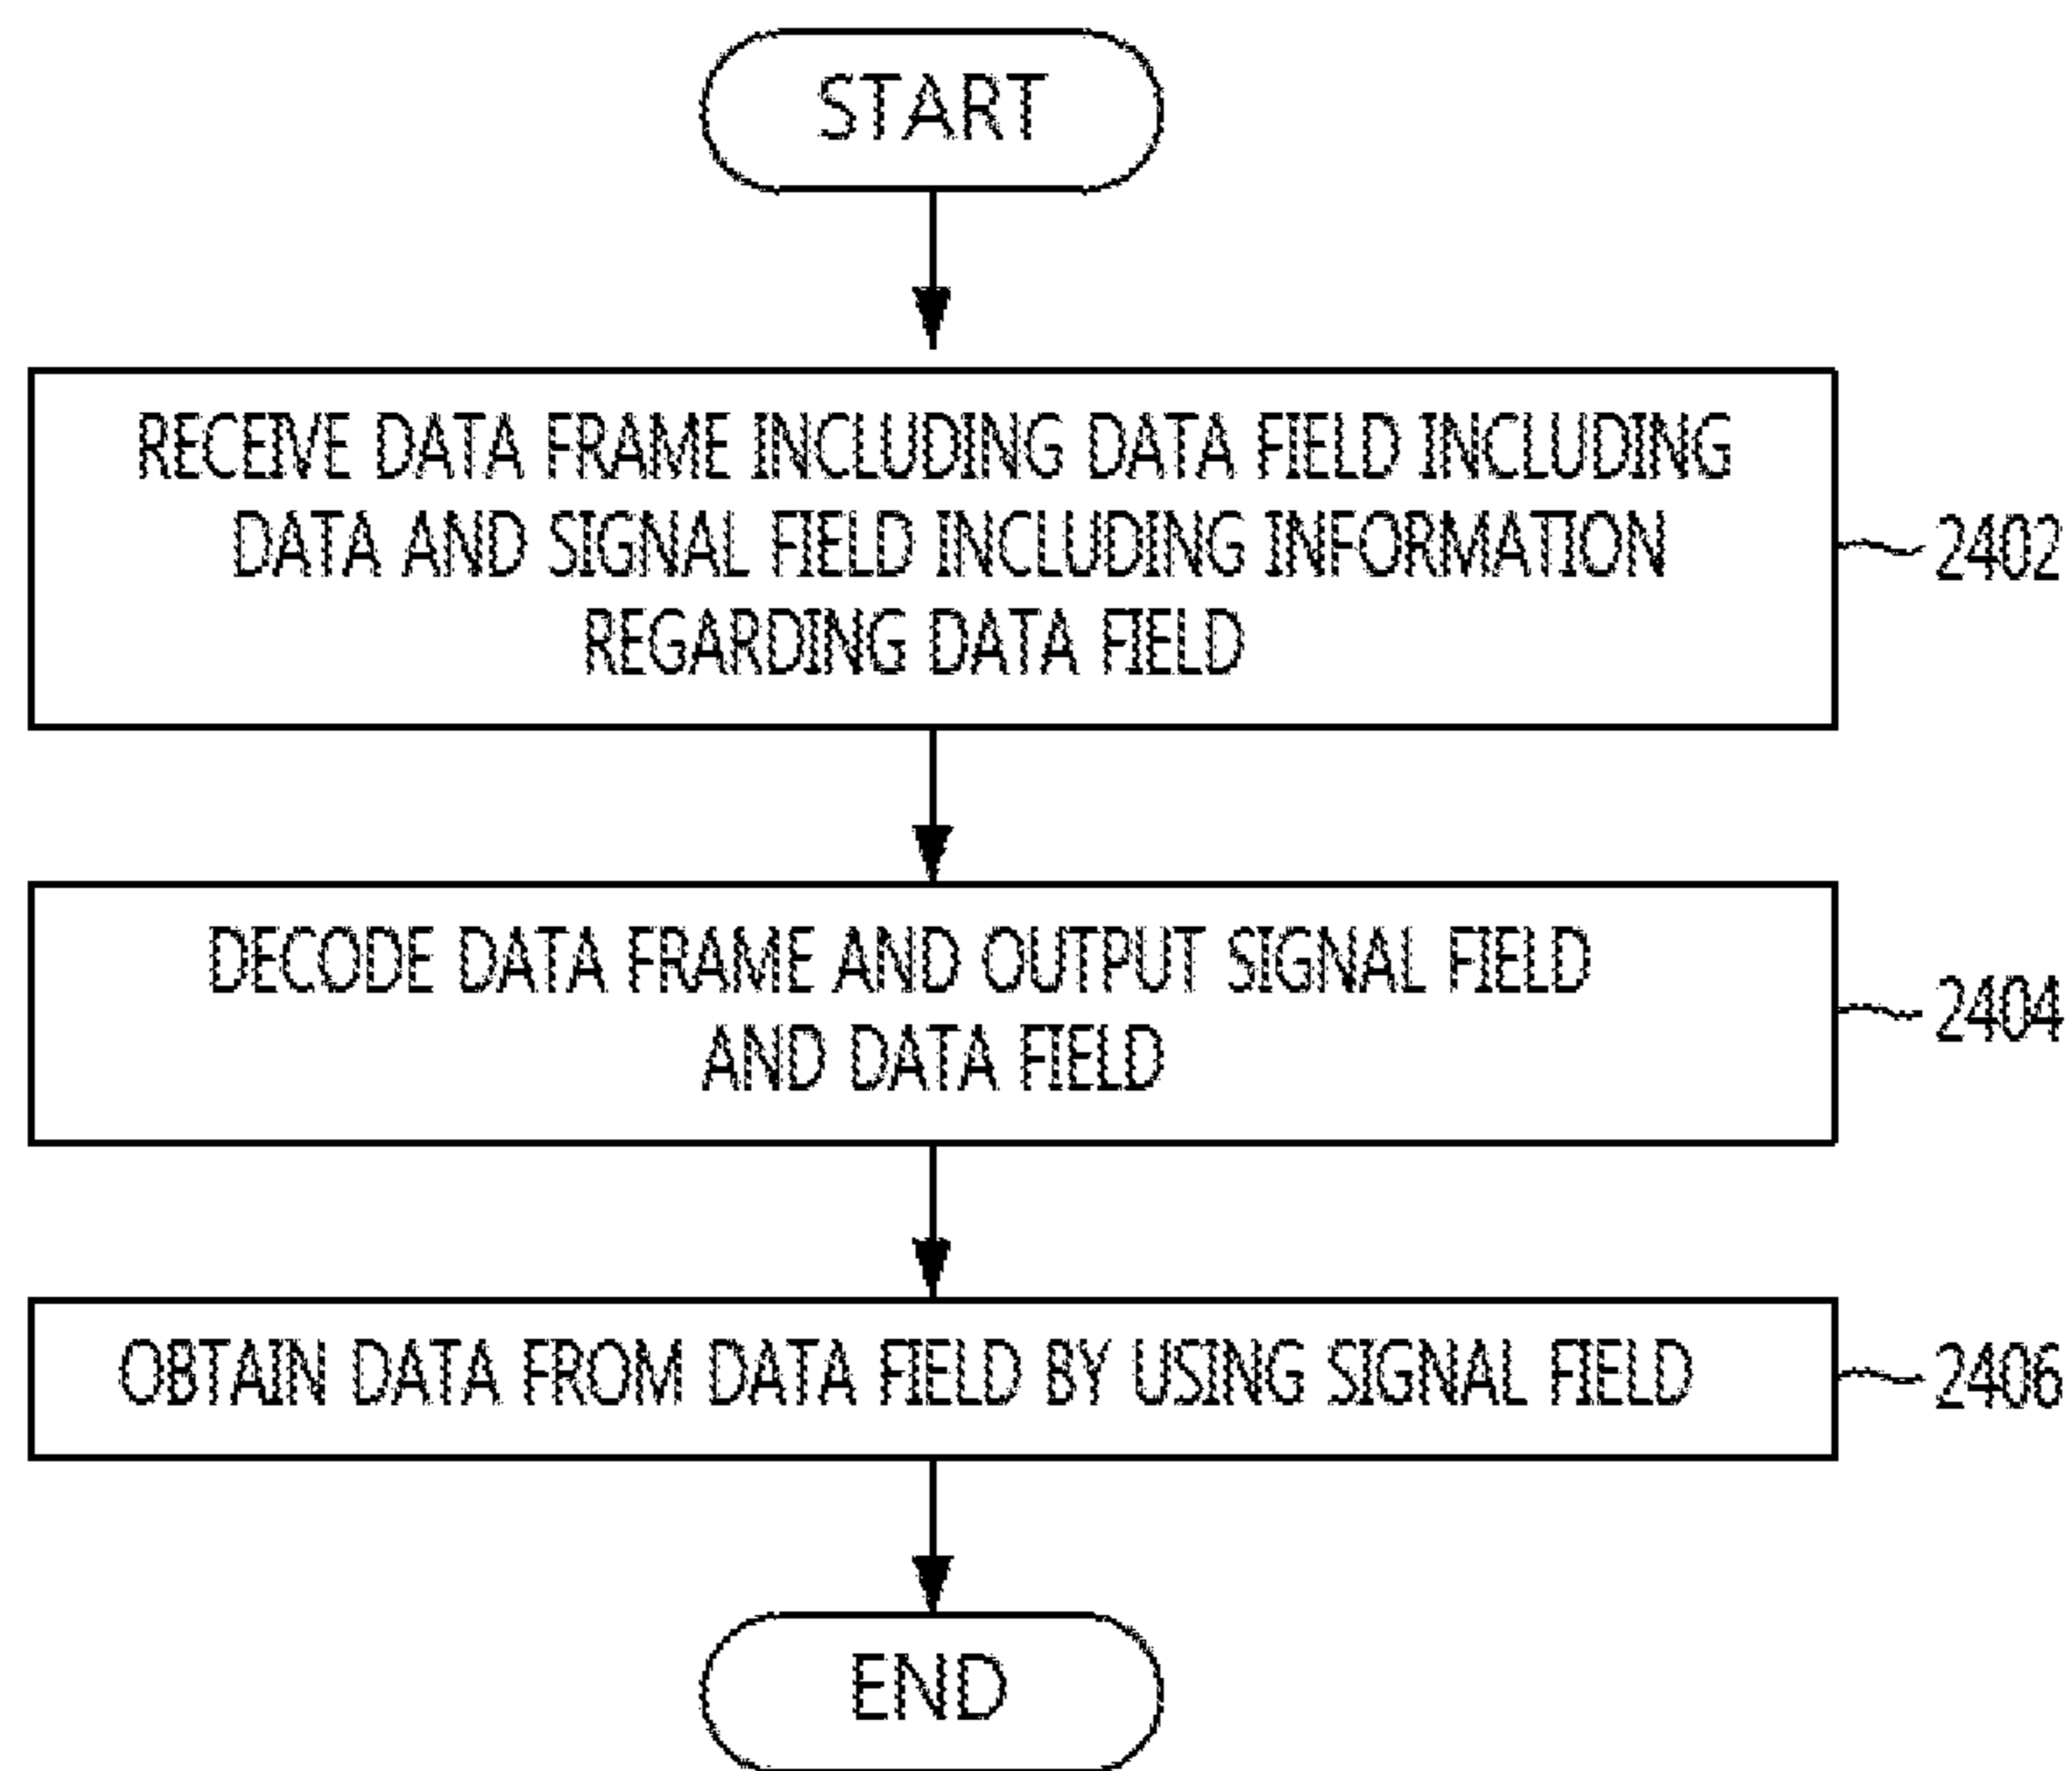 START
RECEIVE DATA FRAME INCLUDING DATA FIELD INCLUDING
DATA AND SIGNAL FIELD INCLUDING INFORMATION
REGARDING DATA FIELD
2402
DECODE DATA FRAME AND OUTPUT SIGNAL FIELD
AND DATA FIELD
2404
OBTAIN DATA FROM DATA FIELD BY USING SIGNAL FIELD
2406
END